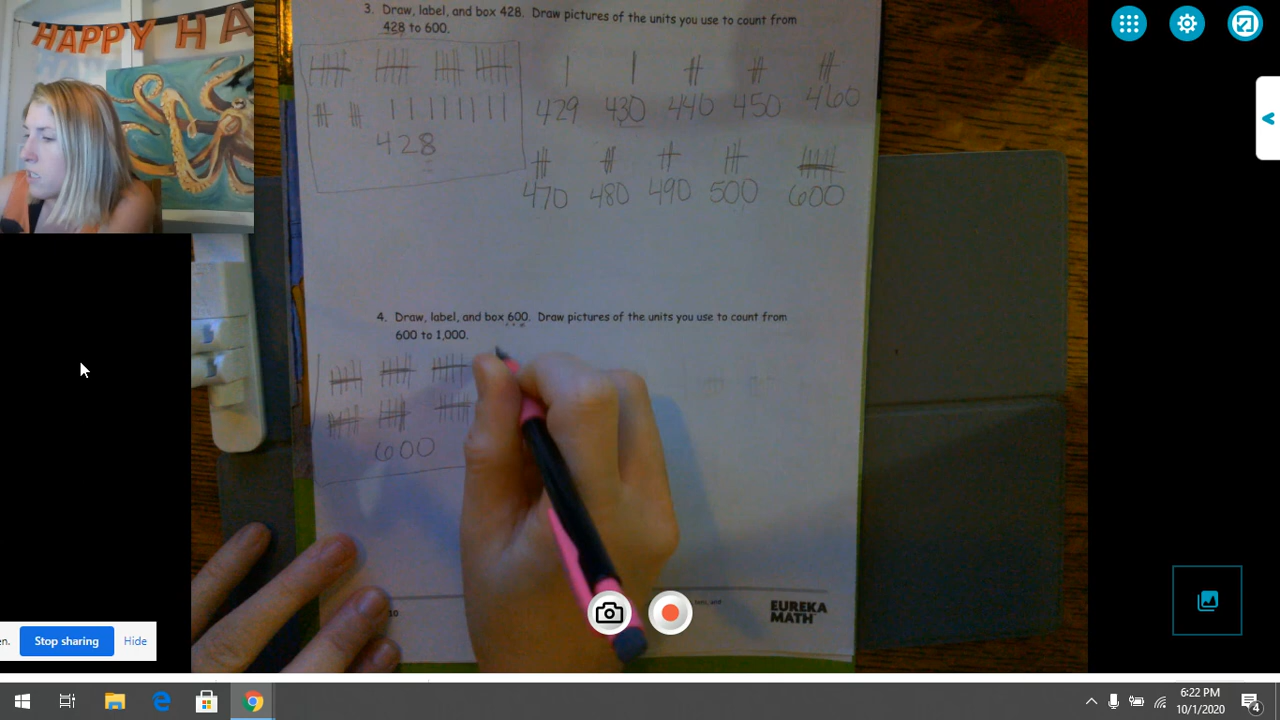 HAPPY HA
3. Draw, label, and box 428. Draw pictures of the units you use to count from
428 to 600.
429 430 440 450 460
428
470 480 490 500 600
4. Draw, label, and box 600. Draw pictures of the units you use to count from
600 to 1,000.
600
10
EUREKA
MATH
en. Stop sharing Hide
6:22 PM
10/1/2020
4